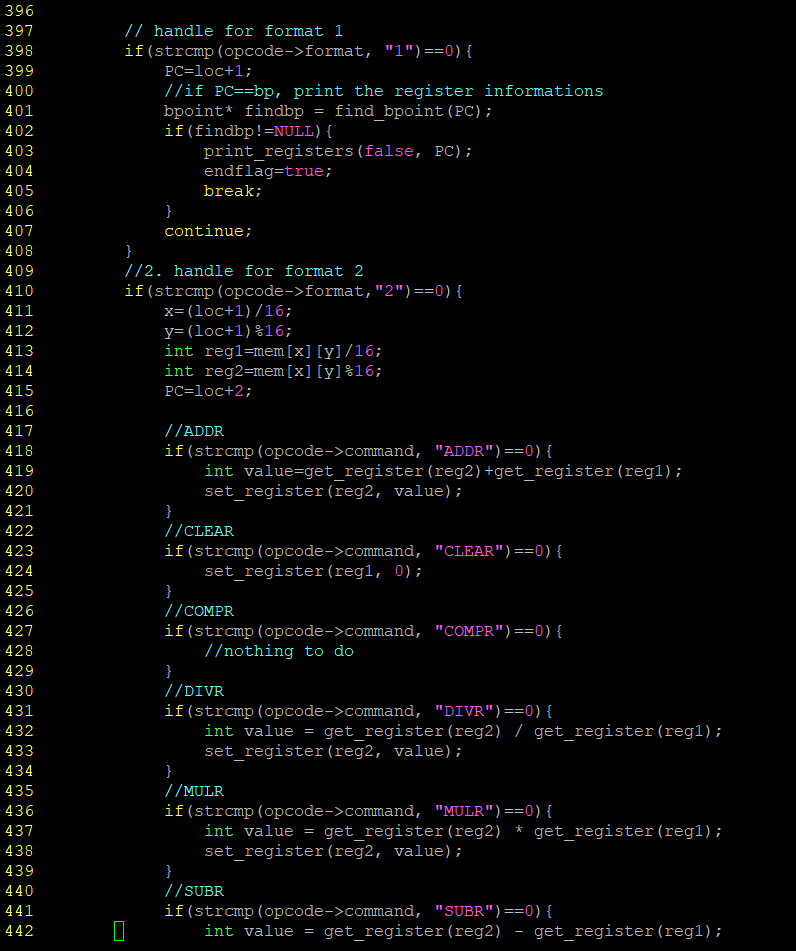 396
397         // handle for format 1
398         if(strcmp(opcode->format, "1")==0){
399             PC=loc+1;
400             //if PC==bp, print the register informations
401             bpoint* findbp = find_bpoint(PC);
402             if(findbp!=NULL){
403                 print_registers(false, PC);
404                 endflag=true;
405                 break;
406             }
407             continue;
408         }
409         //2. handle for format 2
410         if(strcmp(opcode->format,"2")==0){
411             x=(loc+1)/16;
412             y=(loc+1)%16;
413             int reg1=mem[x][y]/16;
414             int reg2=mem[x][y]%16;
415             PC=loc+2;
416
417             //ADDR
418             if(strcmp(opcode->command, "ADDR")==0){
419                 int value=get_register(reg2)+get_register(reg1);
420                 set_register(reg2, value);
421             }
422             //CLEAR
423             if(strcmp(opcode->command, "CLEAR")==0){
424                 set_register(reg1, 0);
425             }
426             //COMPR
427             if(strcmp(opcode->command, "COMPR")==0){
428                 //nothing to do
429             }
430             //DIVR
431             if(strcmp(opcode->command, "DIVR")==0){
432                 int value = get_register(reg2) / get_register(reg1);
433                 set_register(reg2, value);
434             }
435             //MULR
436             if(strcmp(opcode->command, "MULR")==0){
437                 int value = get_register(reg2) * get_register(reg1);
438                 set_register(reg2, value);
439             }
440             //SUBR
441             if(strcmp(opcode->command, "SUBR")==0){
442                 int value = get_register(reg2) - get_register(reg1);